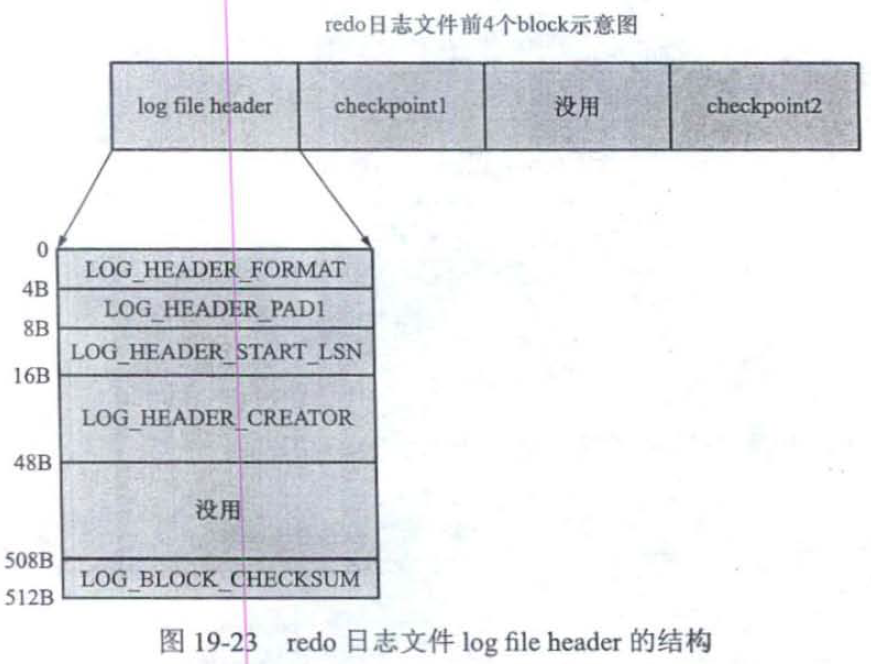 redo日志文件前4个block示意图
log file header checkpoint1 没用 checkpoint2
0
LOG_HEADER_FORMAT
4B
LOG_HEADER_PAD1
8B
LOG_HEADER_START_LSN
16B
LOG_HEADER_CREATOR
48B
没用
508B
LOG_BLOCK_CHECKSUM
512B
图 19-23 redo 日志文件 log file header 的结构